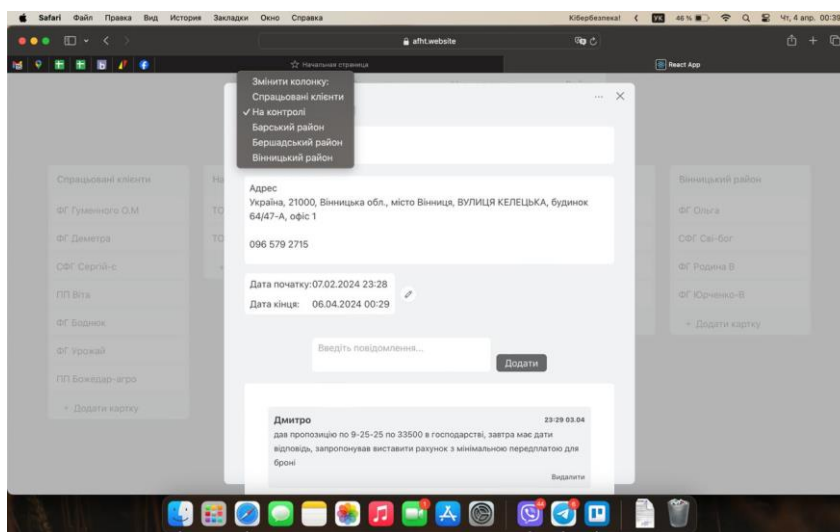 Safari Файл Правка Вид История Закладки Окно Справка
Кібербезпека! УК 46 % Чт, 4 апр. 00:39
afht.website
Начальная страница
React App
Змінити колонку:
Спрацьовані клієнти
✓ На контролі
Барський район
Бершадський район
Вінницький район
Спрацьовані клієнти
ФГ Гуменного О.М
ФГ Деметра
СФГ Сергій-с
ПП Віта
ФГ Боднюк
ФГ Урожай
ПП Божедар-агро
+ Додати картку
На
ТО
ТО
Адрес
Україна, 21000, Вінницька обл., місто Вінниця, ВУЛИЦЯ КЕЛЕЦЬКА, будинок
64/47-А, офіс 1
096 579 2715
Дата початку: 07.02.2024 23:28
Дата кінця: 06.04.2024 00:29
Введіть повідомлення...
Додати
Дмитро 23:29 03.04
дав пропозицію по 9-25-25 по 33500 в господарстві, завтра має дати
відповідь, запропонував виставити рахунок з мінімальною передплатою для
броні
Видалити
Вінницький район
ФГ Ольга
СФГ Світ-бог
ФГ Родина В
ФГ Юрченко-В
+ Додати картку